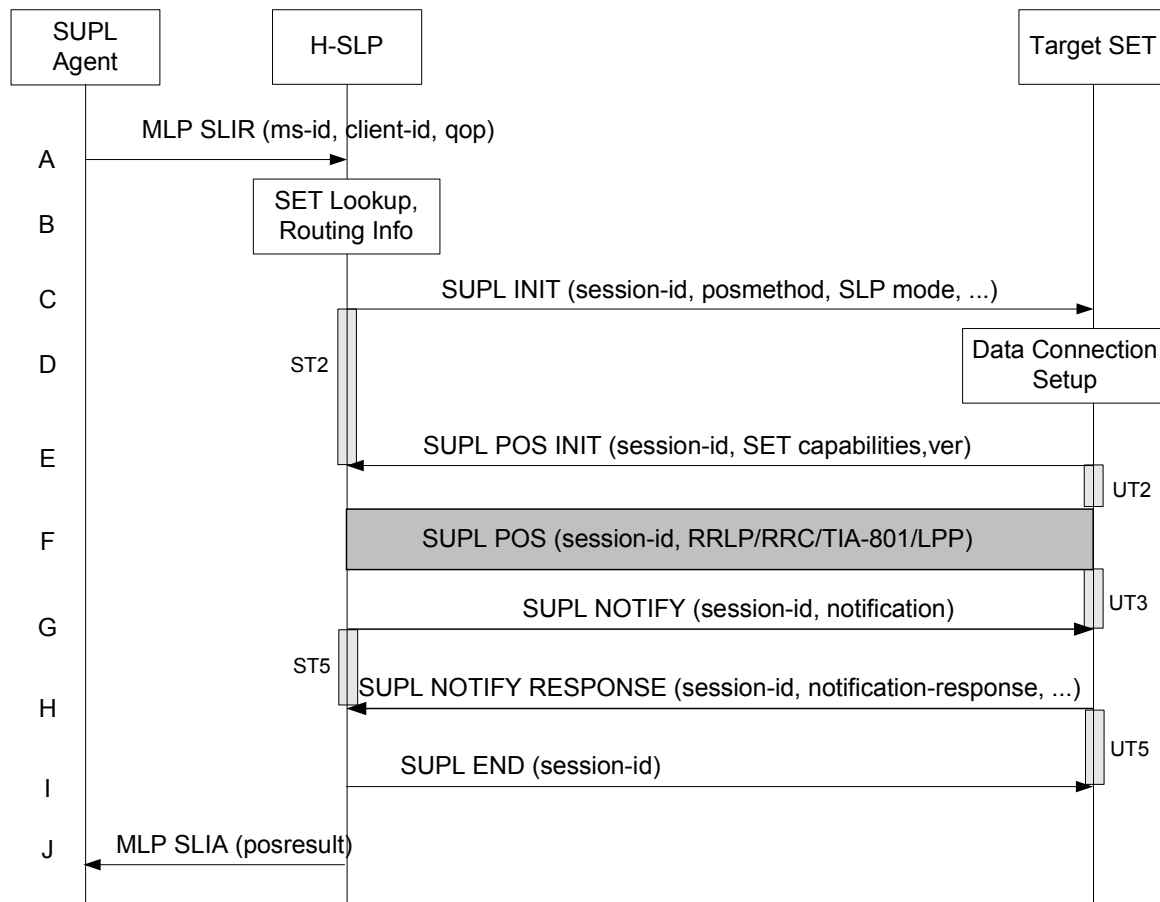 SUPL
Agent
H-SLP
Target SET
MLP SLIR (ms-id, client-id, qop)
A
SET Lookup,
Routing Info
B
SUPL INIT (session-id, posmethod, SLP mode, ...)
C
Data Connection
Setup
D
ST2
SUPL POS INIT (session-id, SET capabilities,ver)
E
UT2
SUPL POS (session-id, RRLP/RRC/TIA-801/LPP)
F
UT3
SUPL NOTIFY (session-id, notification)
G
ST5
SUPL NOTIFY RESPONSE (session-id, notification-response, ...)
H
UT5
SUPL END (session-id)
I
MLP SLIA (posresult)
J